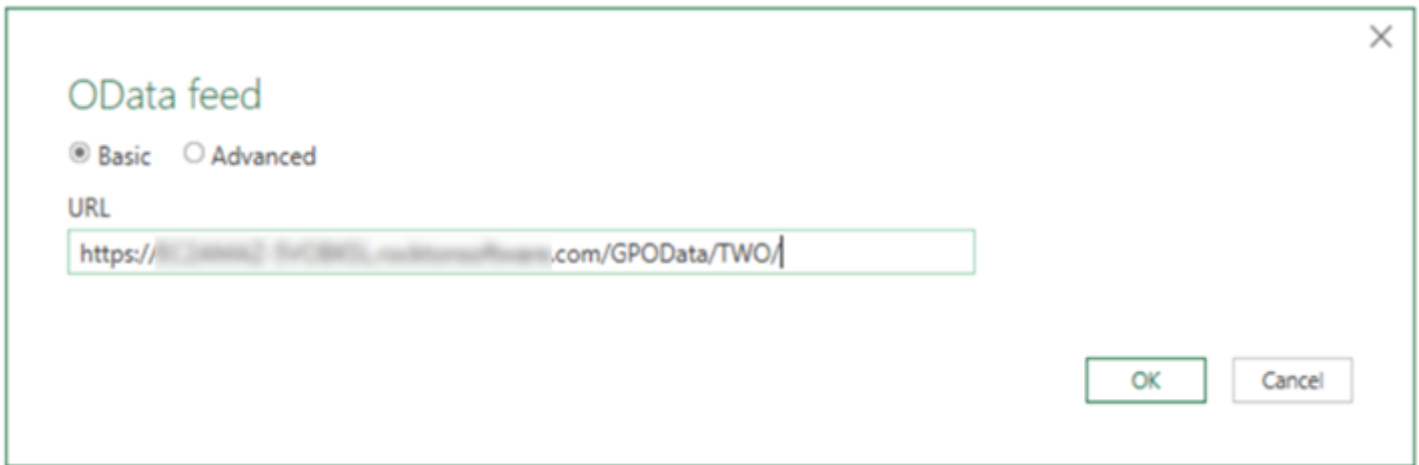 OData feed
Basic Advanced
URL
https:// .com/GPOData/TWO/
OK Cancel